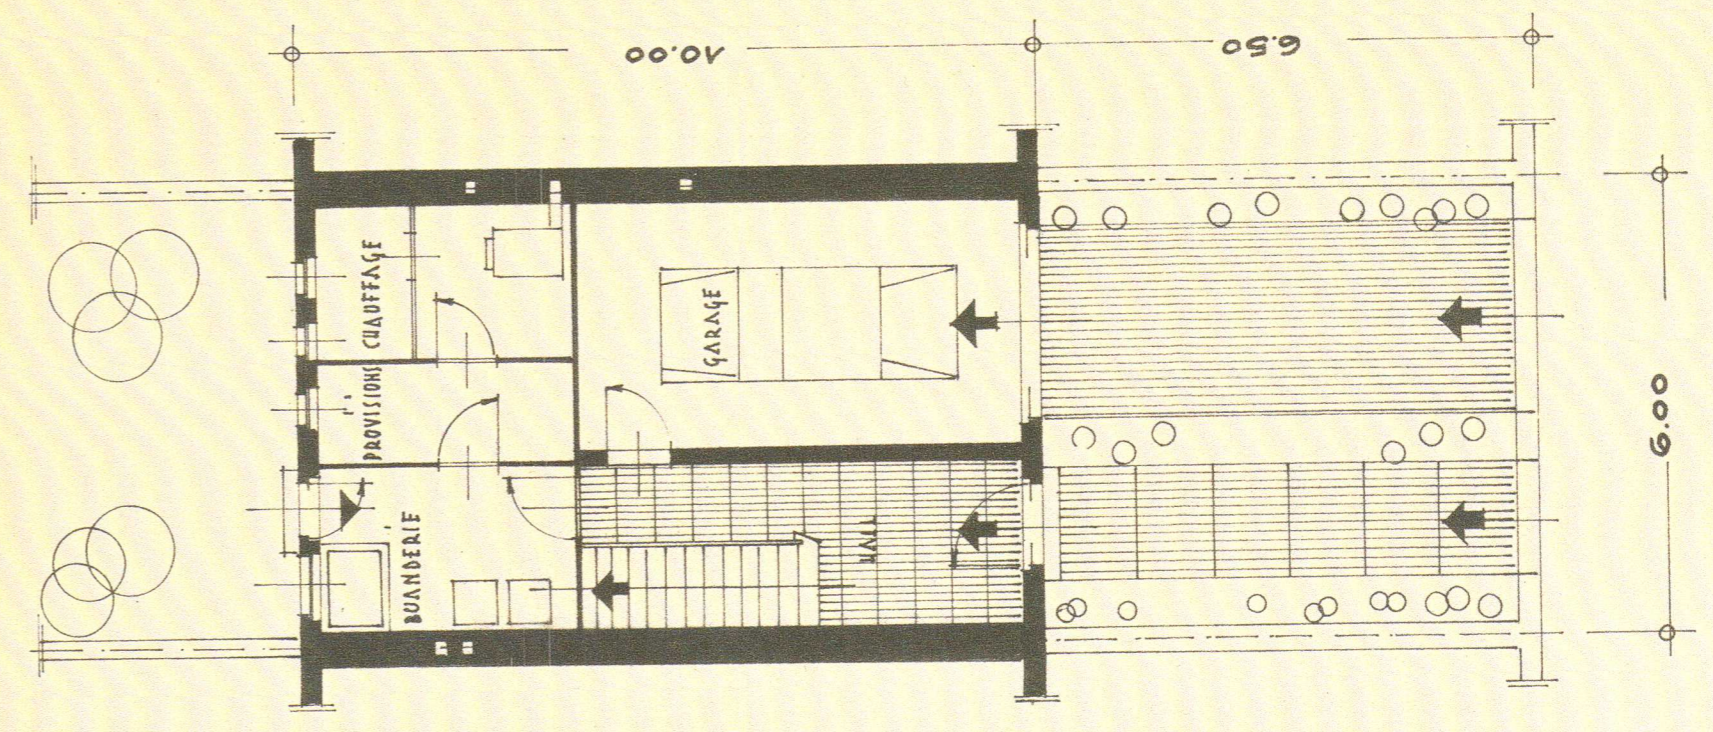 10.00
6.50
6.00
CHAUFFAGE
PROVISIONS
BUANDERIE
GARAGE
HALL